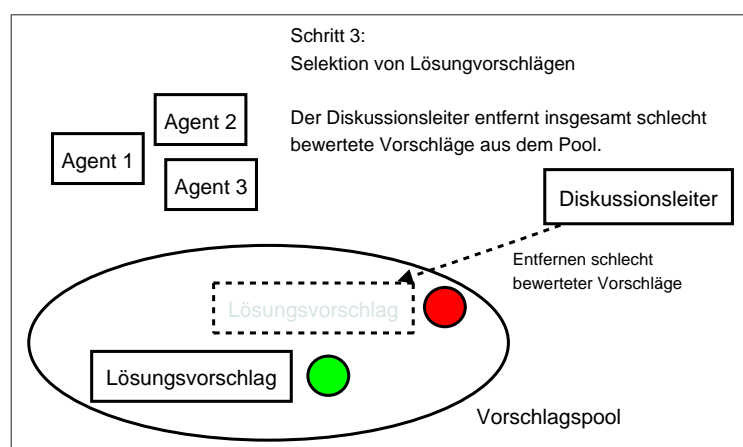 Schritt 3:
Selektion von Lösungvorschlägen
Der Diskussionsleiter entfernt insgesamt schlecht
bewertete Vorschläge aus dem Pool.
Agent 2
Agent 1
Agent 3
Diskussionsleiter
Entfernen schlecht
bewerteter Vorschläge
Lösungsvorschlag
Lösungsvorschlag
Vorschlagspool